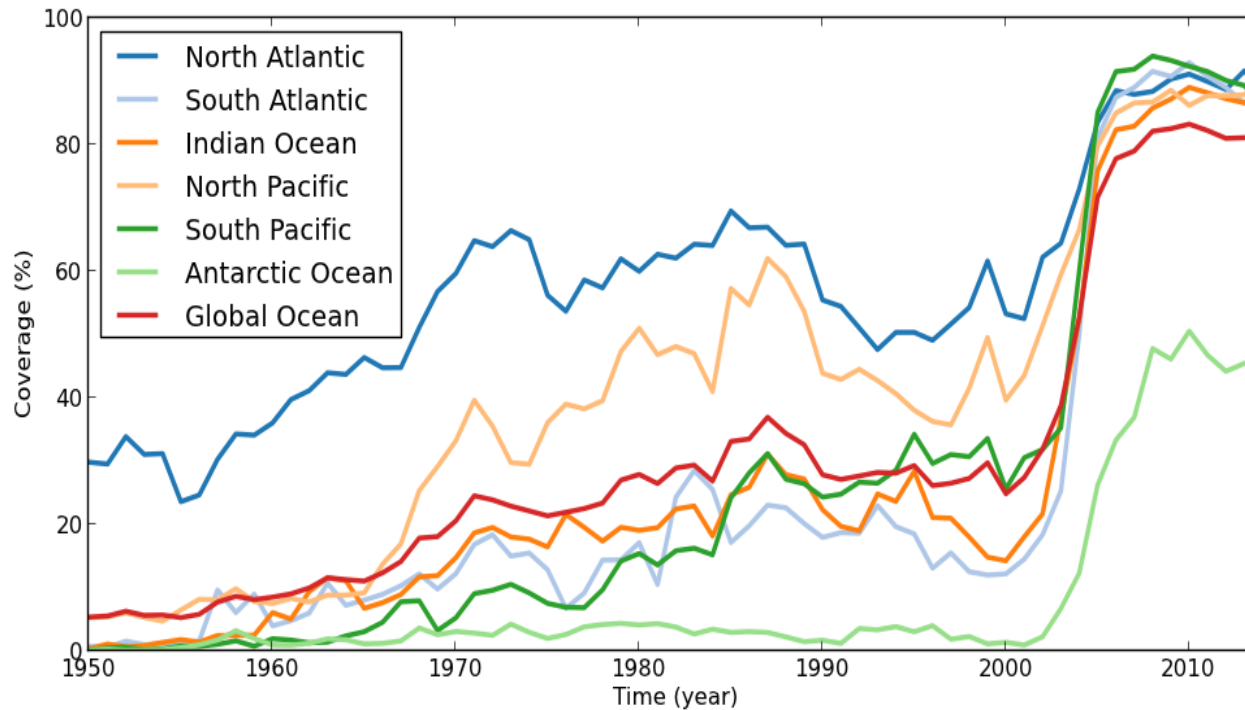 100
80
60
40
20
0
Coverage (%)
North Atlantic
South Atlantic
Indian Ocean
North Pacific
South Pacific
Antarctic Ocean
Global Ocean
1950 1960 1970 1980 1990 2000 2010
Time (year)